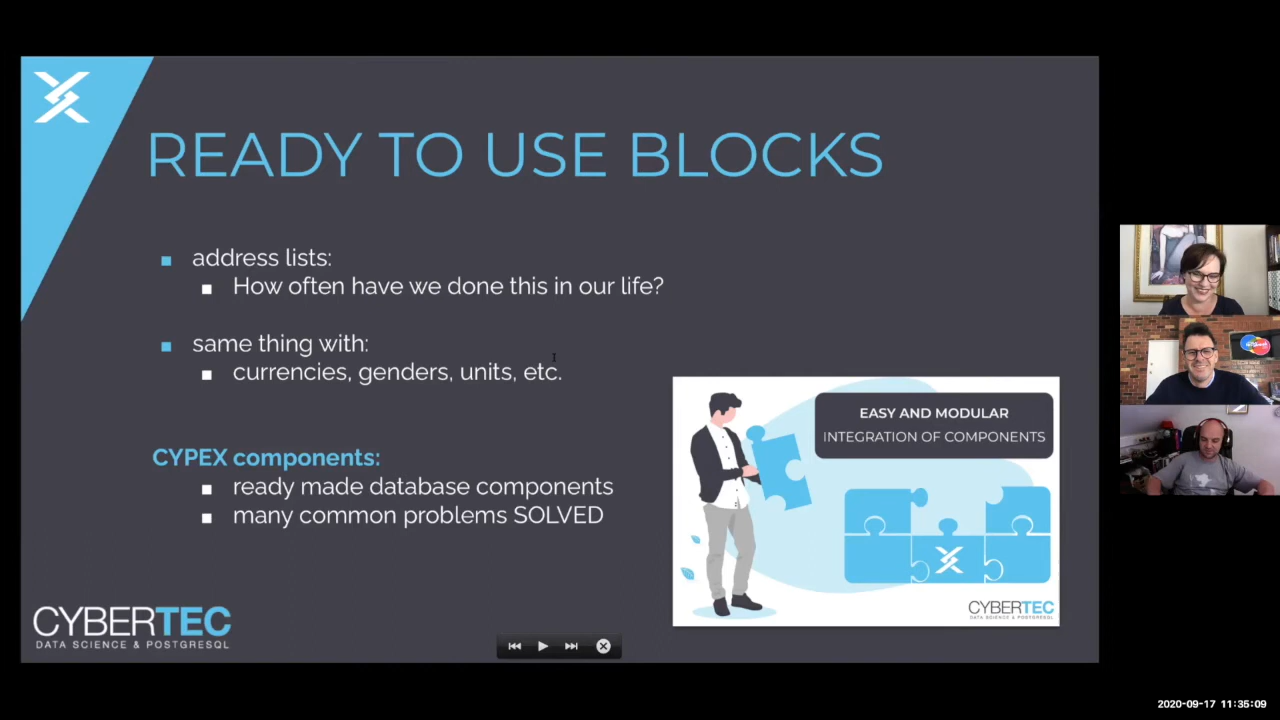 READY TO USE BLOCKS
address lists:
How often have we done this in our life?
same thing with:
currencies, genders, units, etc.
CYPEX components:
ready made database components
many common problems SOLVED
EASY AND MODULAR
INTEGRATION OF COMPONENTS
CYBERTEC
DATA SCIENCE & POSTGRESQL
CYBERTEC
DATA SCIENCE & POSTGRESQL
2020-09-17 11:35:09